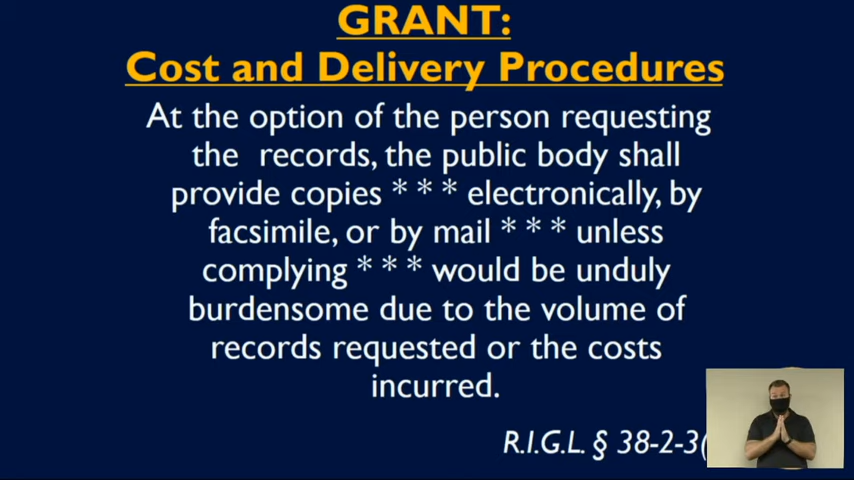 GRANT:
Cost and Delivery Procedures
At the option of the person requesting
the records, the public body shall
provide copies * * * electronically, by
facsimile, or by mail * * * unless
complying * * * would be unduly
burdensome due to the volume of
records requested or the costs
incurred.
R.I.G.L. § 38-2-3(